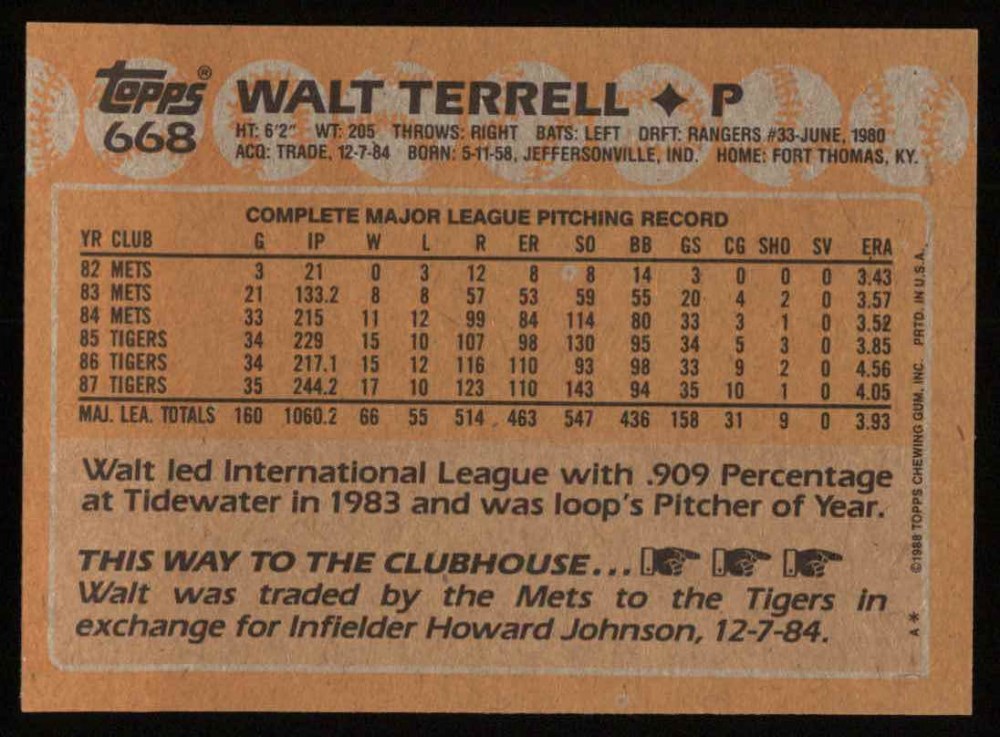 Topps® WALT TERRELL ✦ P
668 HT: 6'2" WT: 205 THROWS: RIGHT BATS: LEFT DRFT: RANGERS #33-JUNE, 1980
ACQ: TRADE, 12-7-84 BORN: 5-11-58, JEFFERSONVILLE, IND. HOME: FORT THOMAS, KY.
COMPLETE MAJOR LEAGUE PITCHING RECORD
YR CLUB G IP W L R ER SO BB GS CG SHO SV ERA
82 METS 3 21 0 3 12 8 8 14 3 0 0 0 3.43
83 METS 21 133.2 8 8 57 53 59 55 20 4 2 0 3.57
84 METS 33 215 11 12 99 84 114 80 33 3 1 0 3.52
85 TIGERS 34 229 15 10 107 98 130 95 34 5 3 0 3.85
86 TIGERS 34 217.1 15 12 116 110 93 98 33 9 2 0 4.56
87 TIGERS 35 244.2 17 10 123 110 143 94 35 10 1 0 4.05
MAJ. LEA. TOTALS 160 1060.2 66 55 514 463 547 436 158 31 9 0 3.93
Walt led International League with .909 Percentage
at Tidewater in 1983 and was loop's Pitcher of Year.
THIS WAY TO THE CLUBHOUSE...
Walt was traded by the Mets to the Tigers in
exchange for Infielder Howard Johnson, 12-7-84.
©1988 TOPPS CHEWING GUM, INC. PRTD. IN U.S.A.
A *